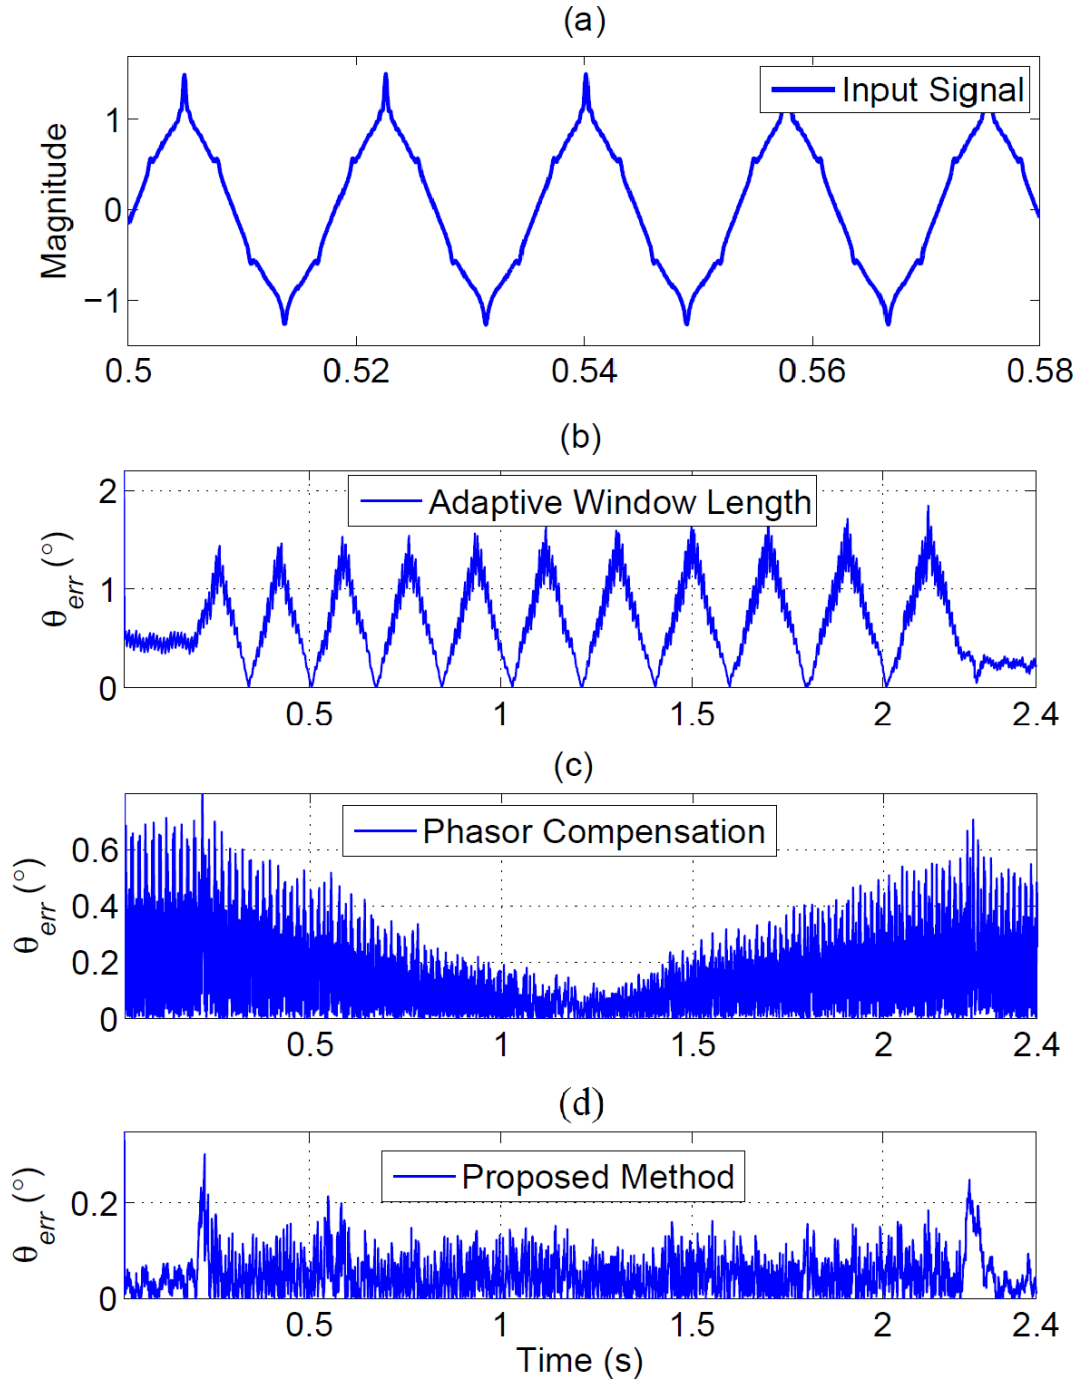 (a)
Input Signal
Magnitude
1
0
−1
0.5 0.52 0.54 0.56 0.58
(b)
Adaptive Window Length
θerr (°)
2
1
0
0.5 1 1.5 2 2.4
(c)
Phasor Compensation
θerr (°)
0.6
0.4
0.2
0
0.5 1 1.5 2 2.4
(d)
Proposed Method
θerr (°)
0.2
0
0.5 1 1.5 2 2.4
Time (s)